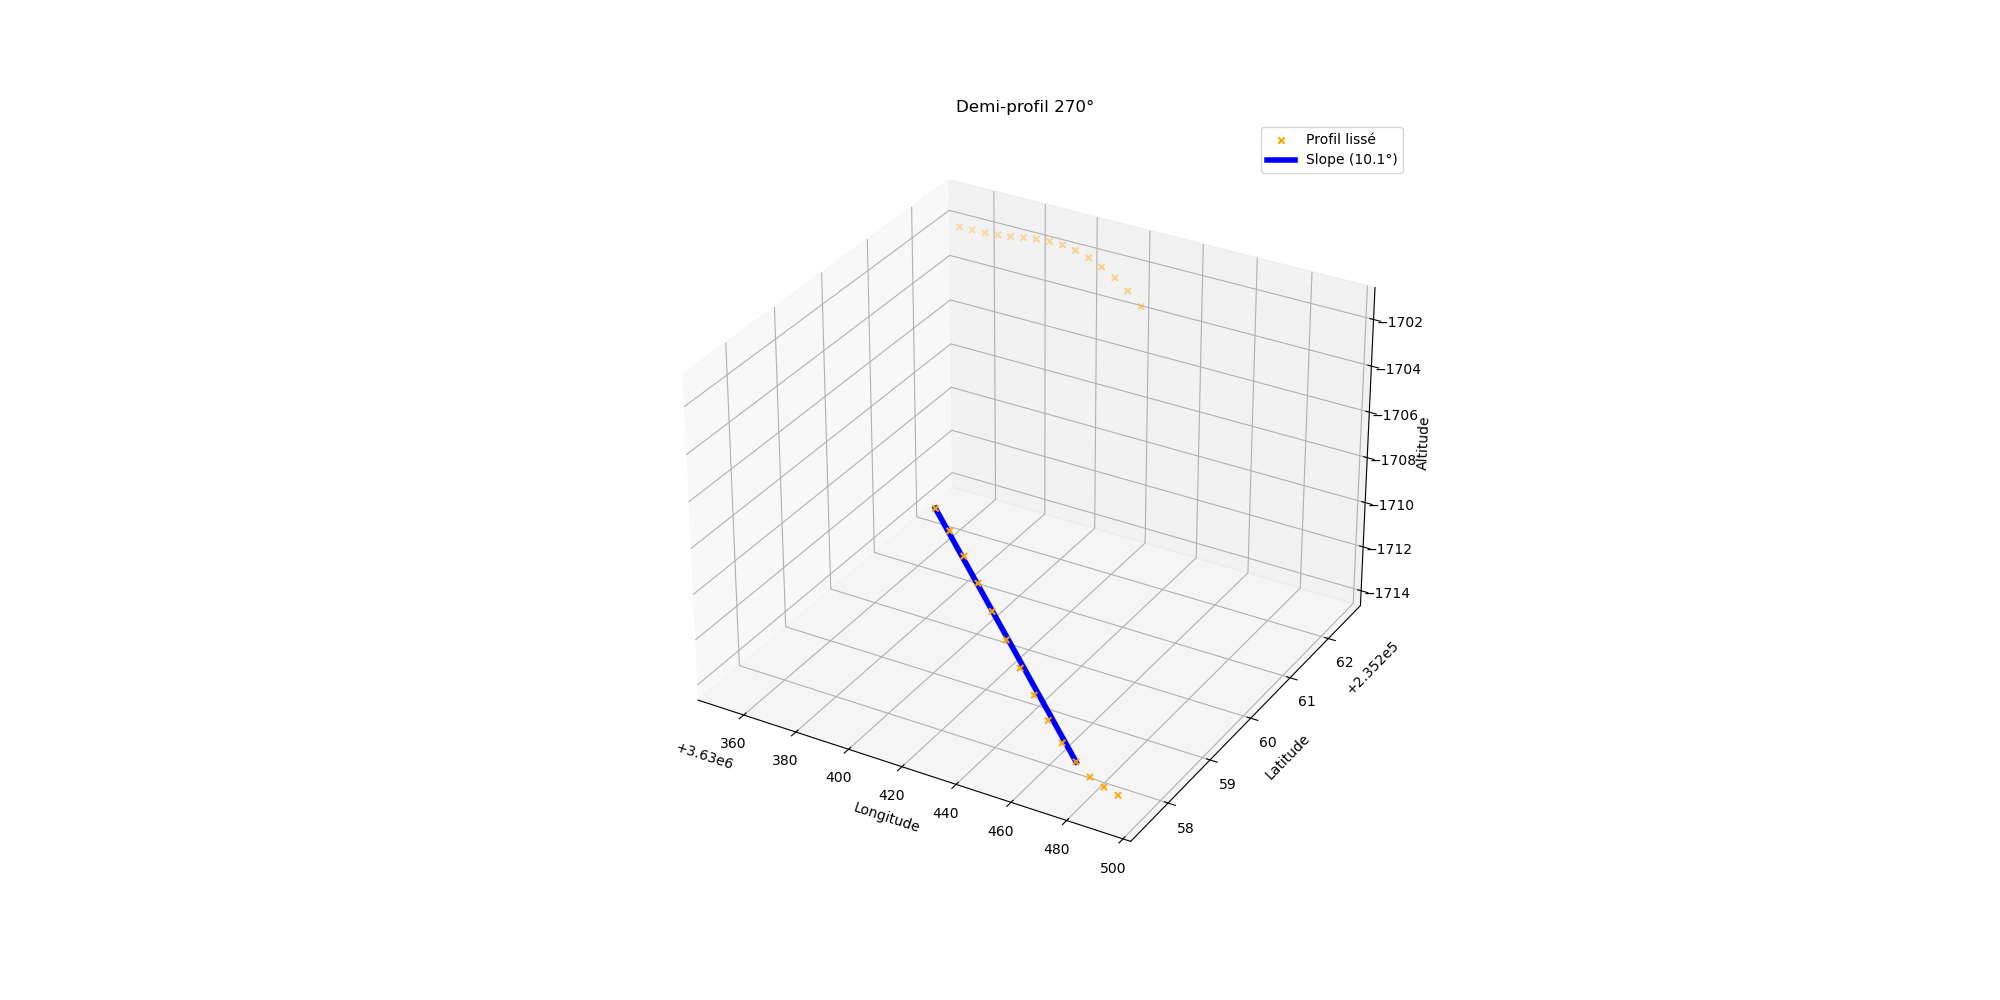 Demi-profil 270°
Profil lissé
Slope (10.1°)
−1702
−1704
−1706
−1708
−1710
−1712
−1714
Altitude
62
61
60
59
58
+2.352e5
Latitude
360
380
400
420
440
460
480
500
+3.63e6
Longitude